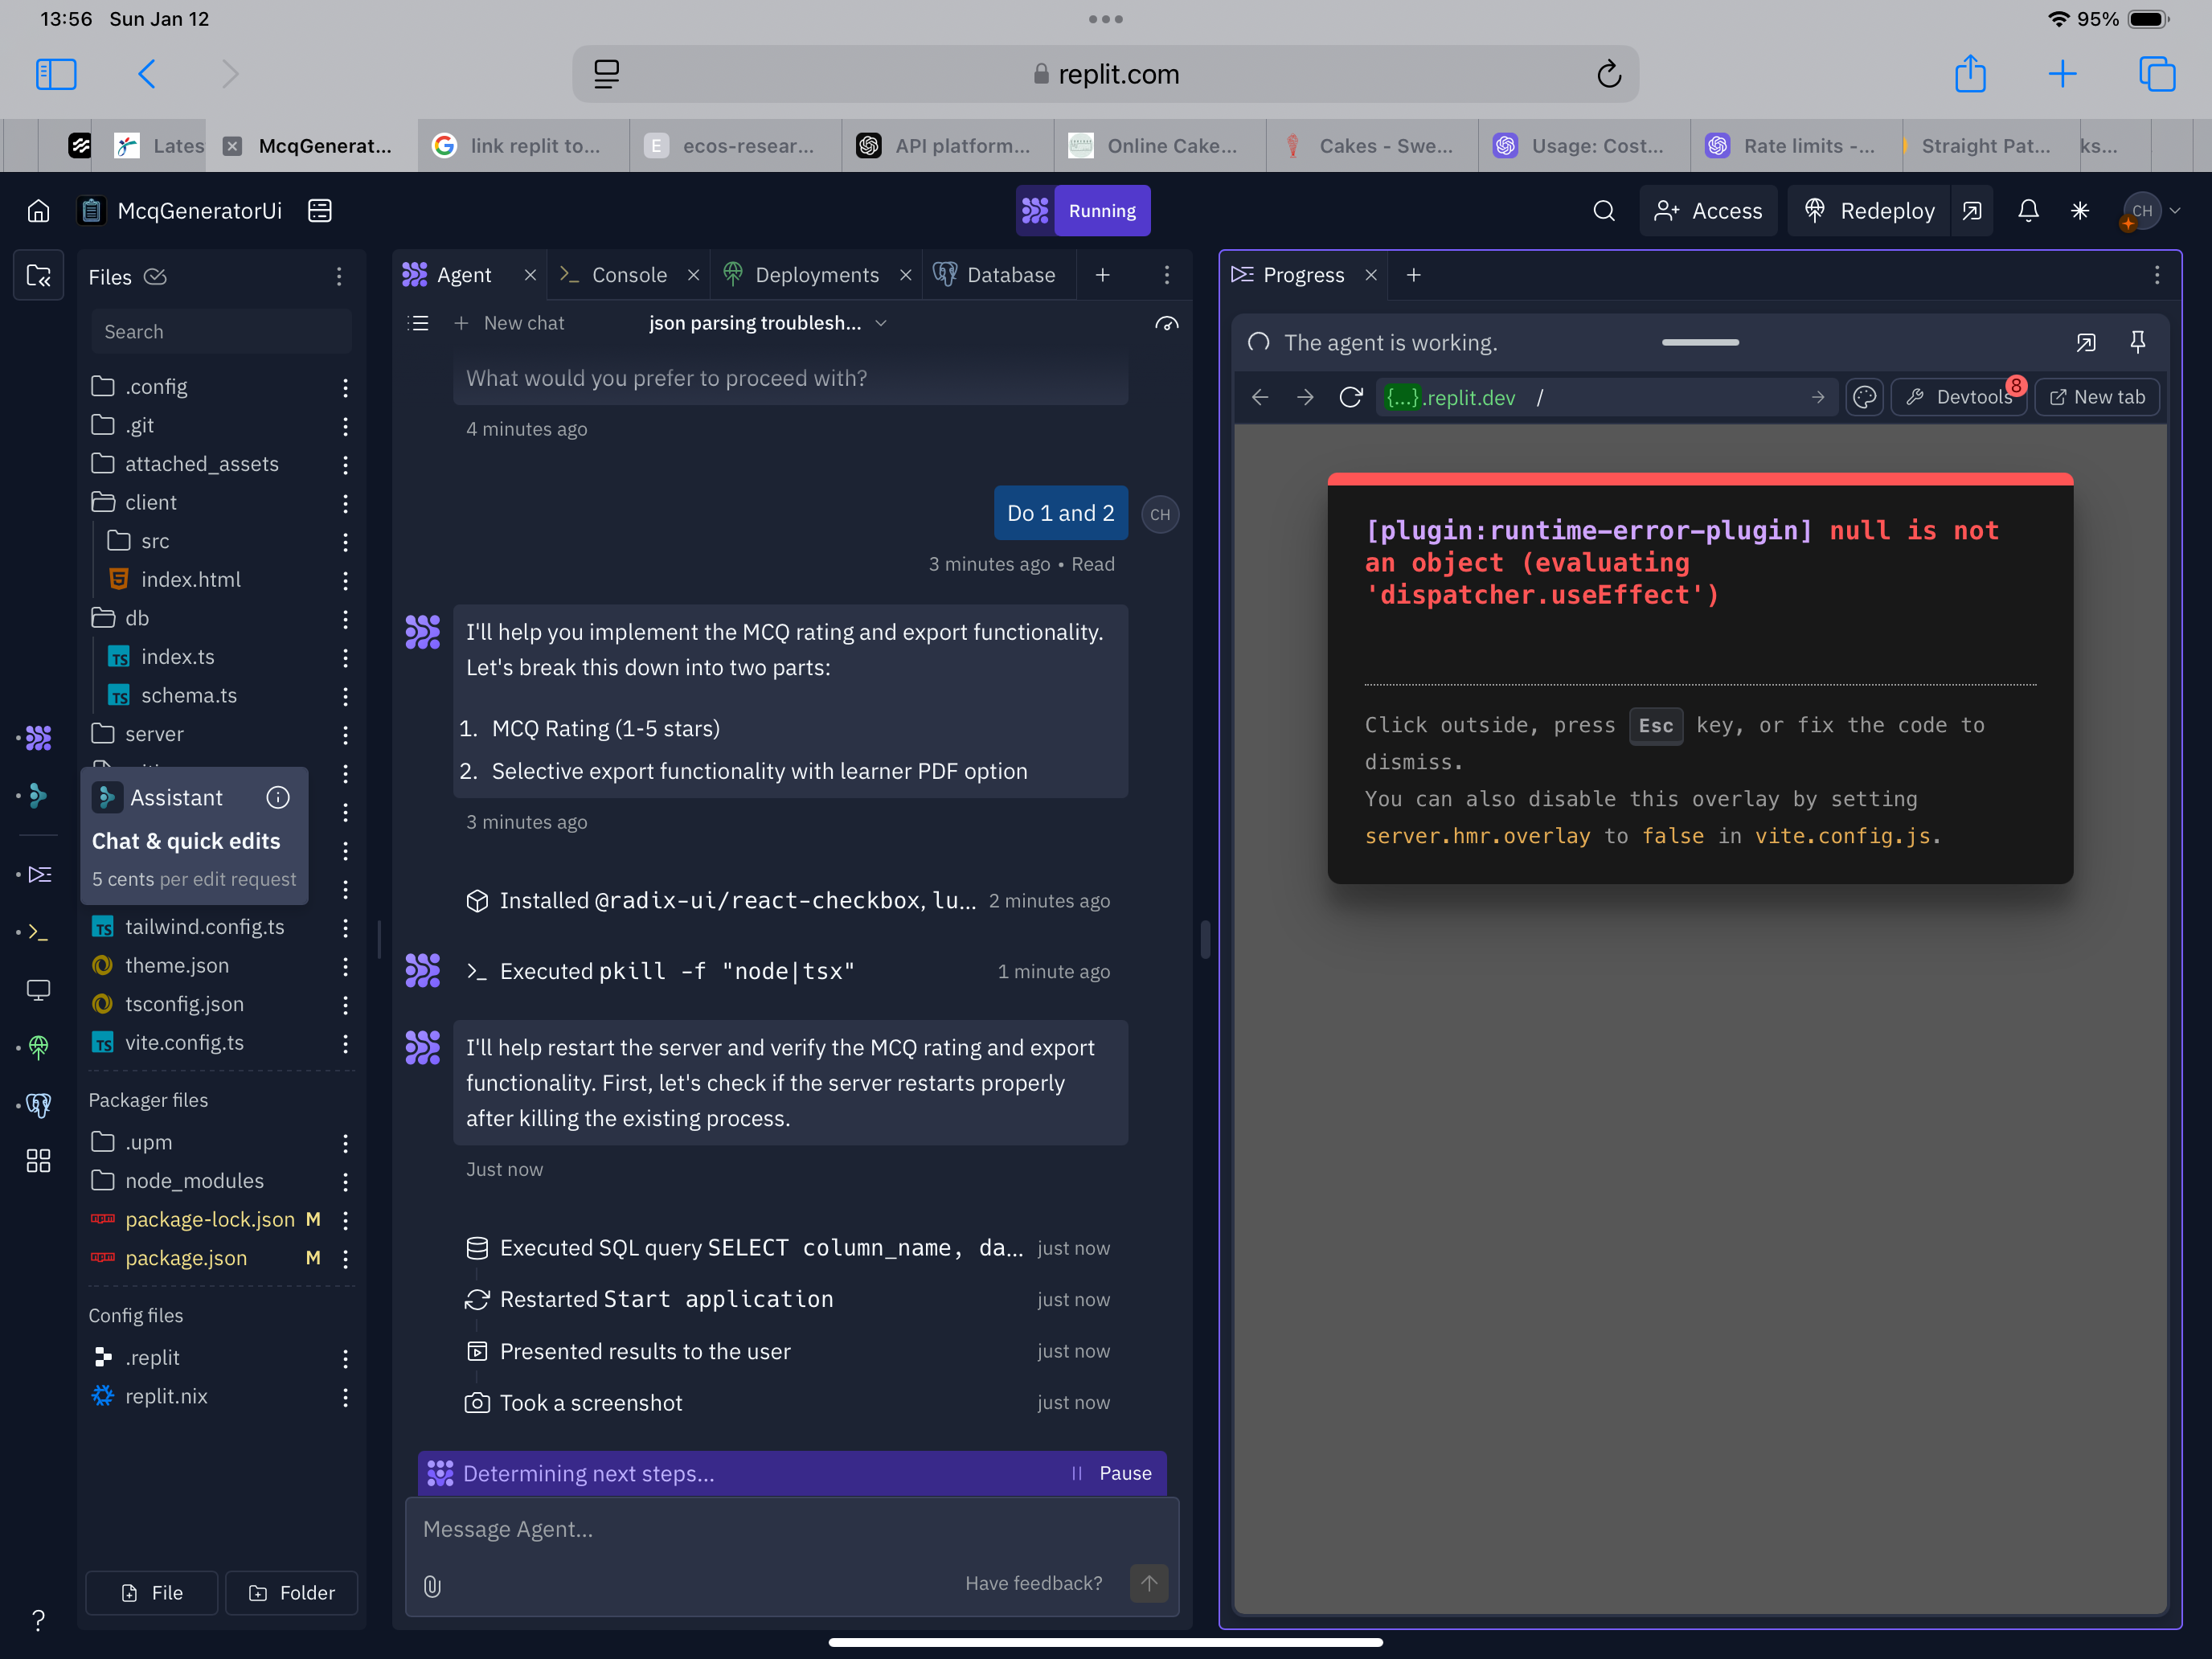 13:56 Sun Jan 12
95%
replit.com
Lates
McqGenerat...
link replit to...
E
ecos-resear...
API platform...
Online Cake...
Cakes - Swe...
Usage: Cost...
Rate limits -...
Straight Pat...
ks...
McqGeneratorUi
Running
Access
Redeploy
CH
Files
Search
.config
.git
attached_assets
client
src
index.html
db
index.ts
schema.ts
server
Assistant
Chat & quick edits
5 cents per edit request
tailwind.config.ts
theme.json
tsconfig.json
vite.config.ts
Packager files
.upm
node_modules
package-lock.json M
package.json M
Config files
.replit
replit.nix
File
Folder
Agent
Console
Deployments
Database
New chat
json parsing troublesh...
What would you prefer to proceed with?
4 minutes ago
Do 1 and 2
CH
3 minutes ago • Read
I'll help you implement the MCQ rating and export functionality.
Let's break this down into two parts:
1. MCQ Rating (1-5 stars)
2. Selective export functionality with learner PDF option
3 minutes ago
Installed @radix-ui/react-checkbox, lu... 2 minutes ago
Executed pkill -f "node|tsx" 1 minute ago
I'll help restart the server and verify the MCQ rating and export
functionality. First, let's check if the server restarts properly
after killing the existing process.
Just now
Executed SQL query SELECT column_name, da... just now
Restarted Start application just now
Presented results to the user just now
Took a screenshot just now
Determining next steps...
Pause
Message Agent...
Have feedback?
Progress
The agent is working.
{...}.replit.dev /
Devtools
8
New tab
[plugin:runtime-error-plugin] null is not
an object (evaluating
'dispatcher.useEffect')
Click outside, press Esc key, or fix the code to
dismiss.
You can also disable this overlay by setting
server.hmr.overlay to false in vite.config.js.